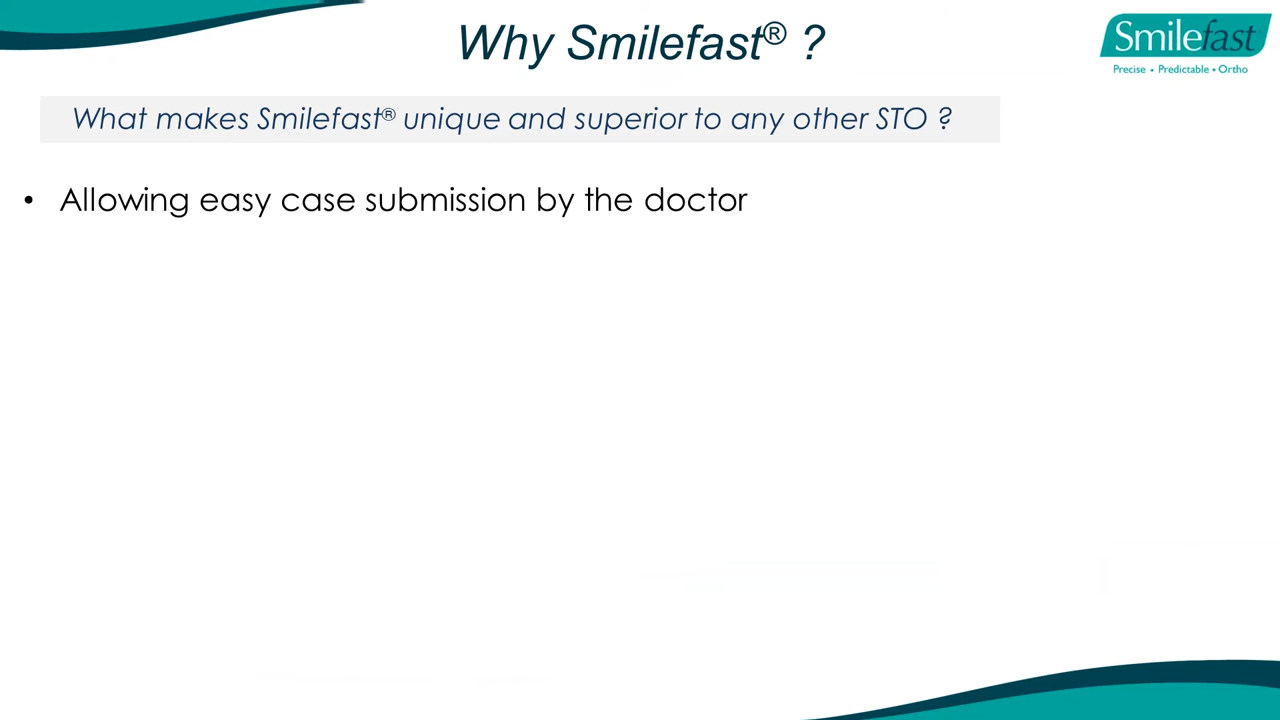 Why Smilefast® ?
Smilefast
Precise • Predictable • Ortho
What makes Smilefast® unique and superior to any other STO ?
• Allowing easy case submission by the doctor